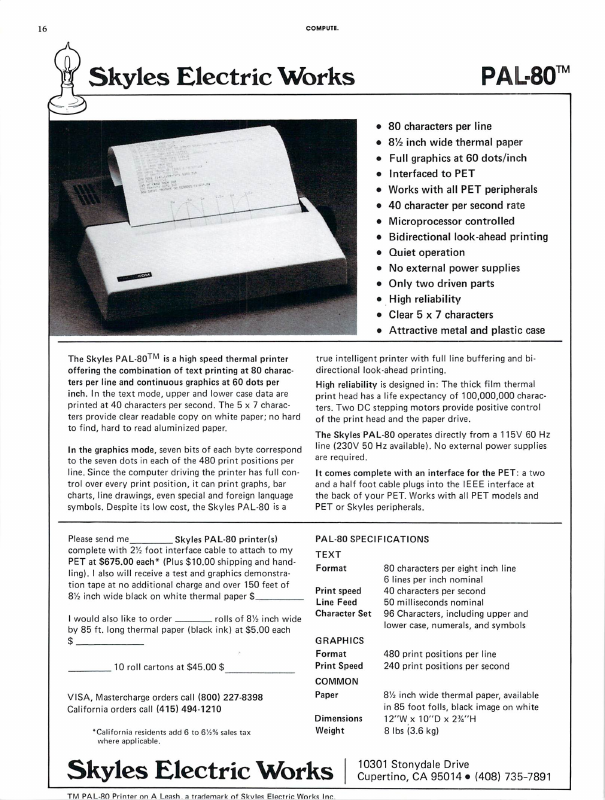 16
COMPUTE.
Skyles Electric Works
PAL-80™
• 80 characters per line
• 8½ inch wide thermal paper
• Full graphics at 60 dots/inch
• Interfaced to PET
• Works with all PET peripherals
• 40 character per second rate
• Microprocessor controlled
• Bidirectional look-ahead printing
• Quiet operation
• No external power supplies
• Only two driven parts
• High reliability
• Clear 5 x 7 characters
• Attractive metal and plastic case
The Skyles PAL-80™ is a high speed thermal printer
offering the combination of text printing at 80 charac-
ters per line and continuous graphics at 60 dots per
inch. In the text mode, upper and lower case data are
printed at 40 characters per second. The 5 x 7 charac-
ters provide clear readable copy on white paper; no hard
to find, hard to read aluminized paper.
In the graphics mode, seven bits of each byte correspond
to the seven dots in each of the 480 print positions per
line. Since the computer driving the printer has full con-
trol over every print position, it can print graphs, bar
charts, line drawings, even special and foreign language
symbols. Despite its low cost, the Skyles PAL-80 is a
true intelligent printer with full line buffering and bi-
directional look-ahead printing.
High reliability is designed in: The thick film thermal
print head has a life expectancy of 100,000,000 charac-
ters. Two DC stepping motors provide positive control
of the print head and the paper drive.
The Skyles PAL-80 operates directly from a 115V 60 Hz
line (230V 50 Hz available). No external power supplies
are required.
It comes complete with an interface for the PET: a two
and a half foot cable plugs into the IEEE interface at
the back of your PET. Works with all PET models and
PET or Skyles peripherals.
Please send me_______ Skyles PAL-80 printer(s)
complete with 2½ foot interface cable to attach to my
PET at $675.00 each* (Plus $10.00 shipping and hand-
ling). I also will receive a test and graphics demonstra-
tion tape at no additional charge and over 150 feet of
8½ inch wide black on white paper $_________
I would also like to order _______ rolls of 8½ inch wide
by 85 ft. long thermal paper (black ink) at $5.00 each
$ ____________
________ 10 roll cartons at $45.00 $____________
VISA, Mastercharge orders call (800) 227-8398
California orders call (415) 494-1210
*California residents add 6 to 6½% sales tax
where applicable.
PAL-80 SPECIFICATIONS
TEXT
Format 80 characters per eight inch line
6 lines per inch nominal
Print speed 40 characters per second
Line Feed 50 milliseconds nominal
Character Set 96 Characters, including upper and
lower case, numerals, and symbols
GRAPHICS
Format 480 print positions per line
Print Speed 240 print positions per second
COMMON
Paper 8½ inch wide thermal paper, available
in 85 foot folls, black image on white
Dimensions 12"W x 10"D x 2¾"H
Weight 8 lbs (3.6 kg)
Skyles Electric Works
10301 Stonydale Drive
Cupertino, CA 95014 • (408) 735-7891
TM PAL-80 Printer on A Leash, a trademark of Skyles Electric Works Inc.